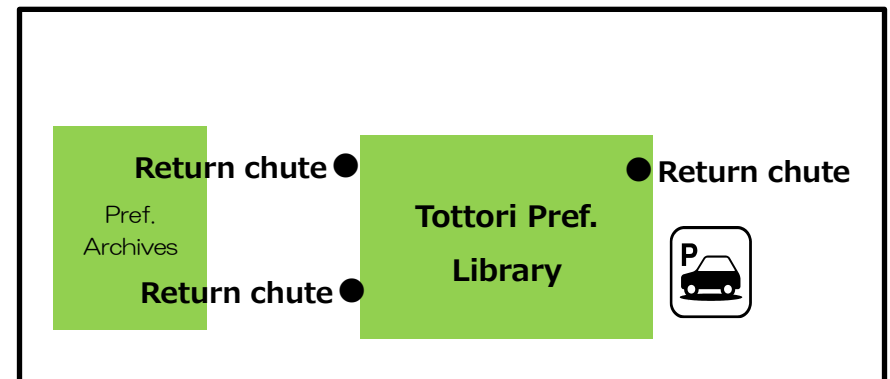 Return chute
Return chute
Pref.
Archives
Tottori Pref.
Library
P
Return chute